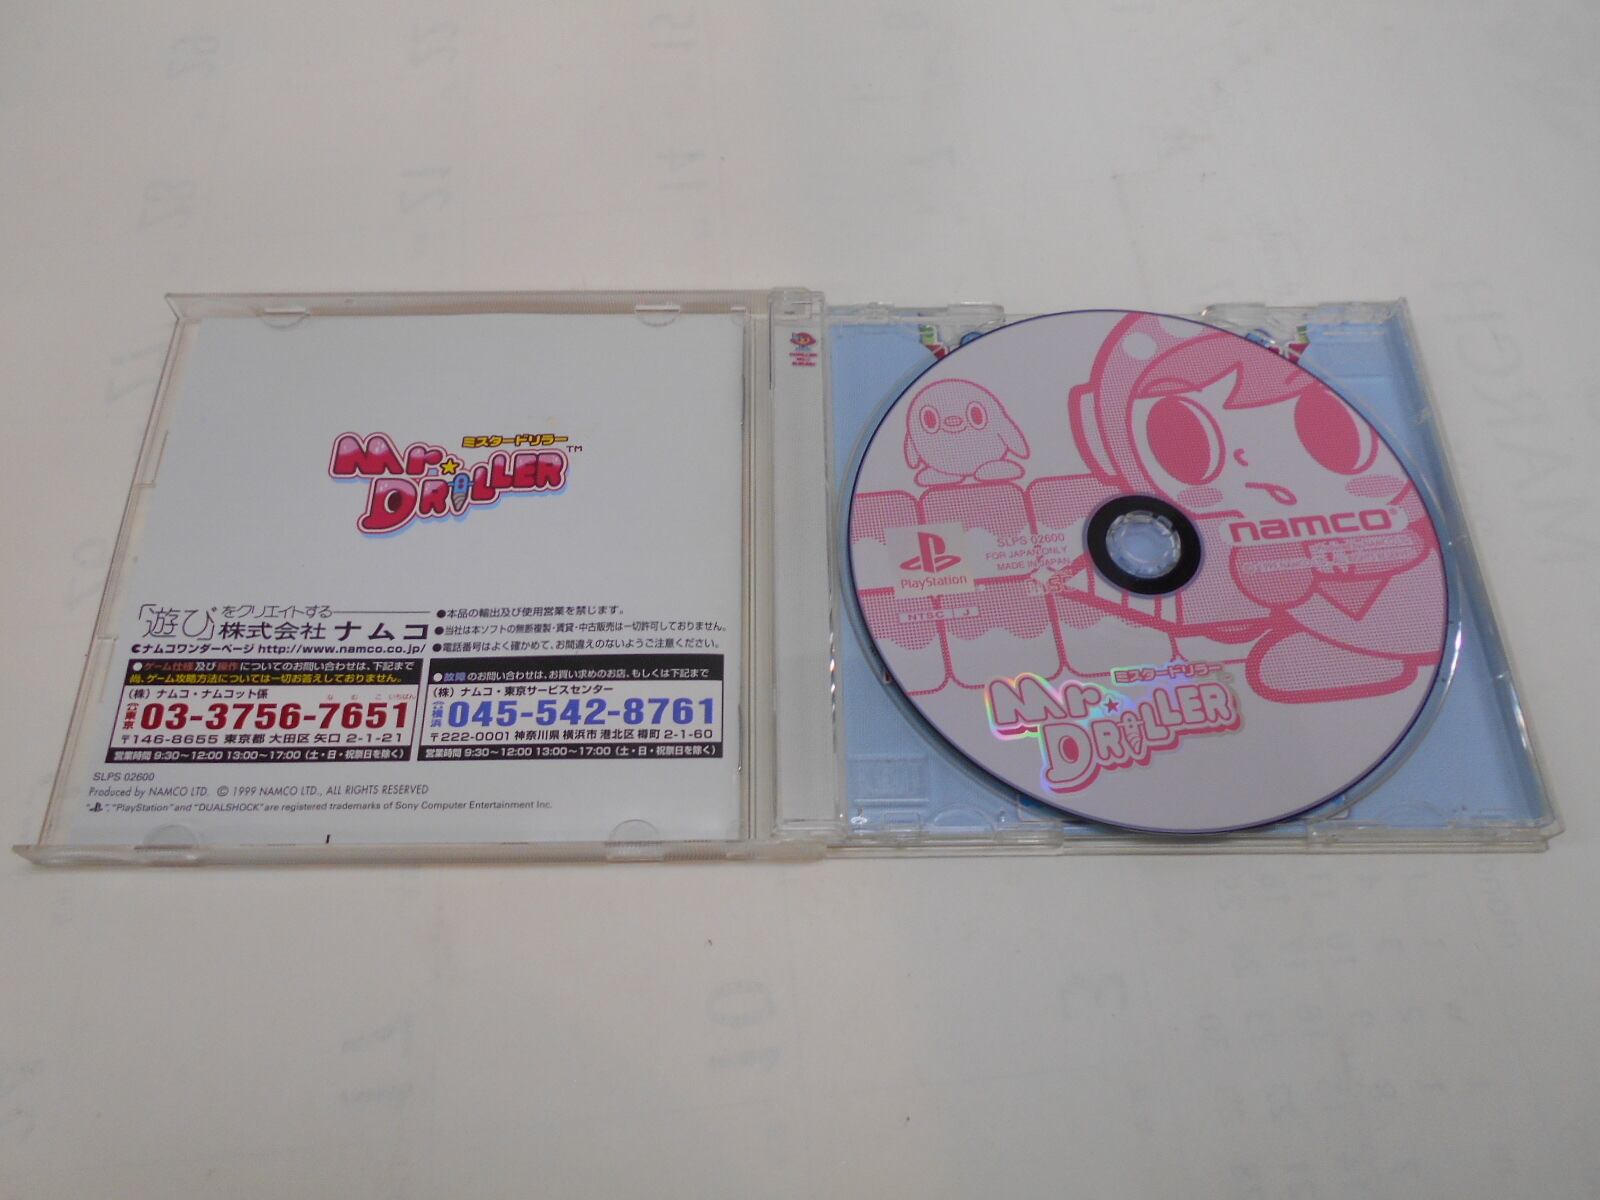 ミスタードリラー
Mr. DRILLER™
「遊び」をクリエイトする
株式会社 ナムコ
ナムコワンダーページ http://www.namco.co.jp/
●本品の輸出及び使用営業を禁じます。
●当社は本ソフトの無断複製・賃貸・中古販売は一切許可しておりません。
●電話番号はよく確かめて、お間違えのないようご注意ください。
●ゲーム仕様及び操作についてのお問い合わせは、下記まで
尚、ゲーム攻略方法については一切お答えしておりません。
(株) ナムコ・ナムコット係
なむこ いちばん
東京 03-3756-7651
〒146-8655 東京都 大田区 矢口 2-1-21
営業時間 9:30~12:00 13:00~17:00 (土・日・祝祭日を除く)
●故障のお問い合わせは、お買い求めのお店、もしくは下記まで
(株) ナムコ・東京サービスセンター
横浜 045-542-8761
〒222-0001 神奈川県 横浜市 港北区 樽町 2-1-60
営業時間 9:30~12:00 13:00~17:00 (土・日・祝祭日を除く)
SLPS 02600
Produced by NAMCO LTD. © 1999 NAMCO LTD., ALL RIGHTS RESERVED
"PlayStation" and "DUALSHOCK" are registered trademarks of Sony Computer Entertainment Inc.
namco®
PlayStation
SLPS 02600
FOR JAPAN ONLY
MADE IN JAPAN
NTSC J
ミスタードリラー
Mr. DRILLER